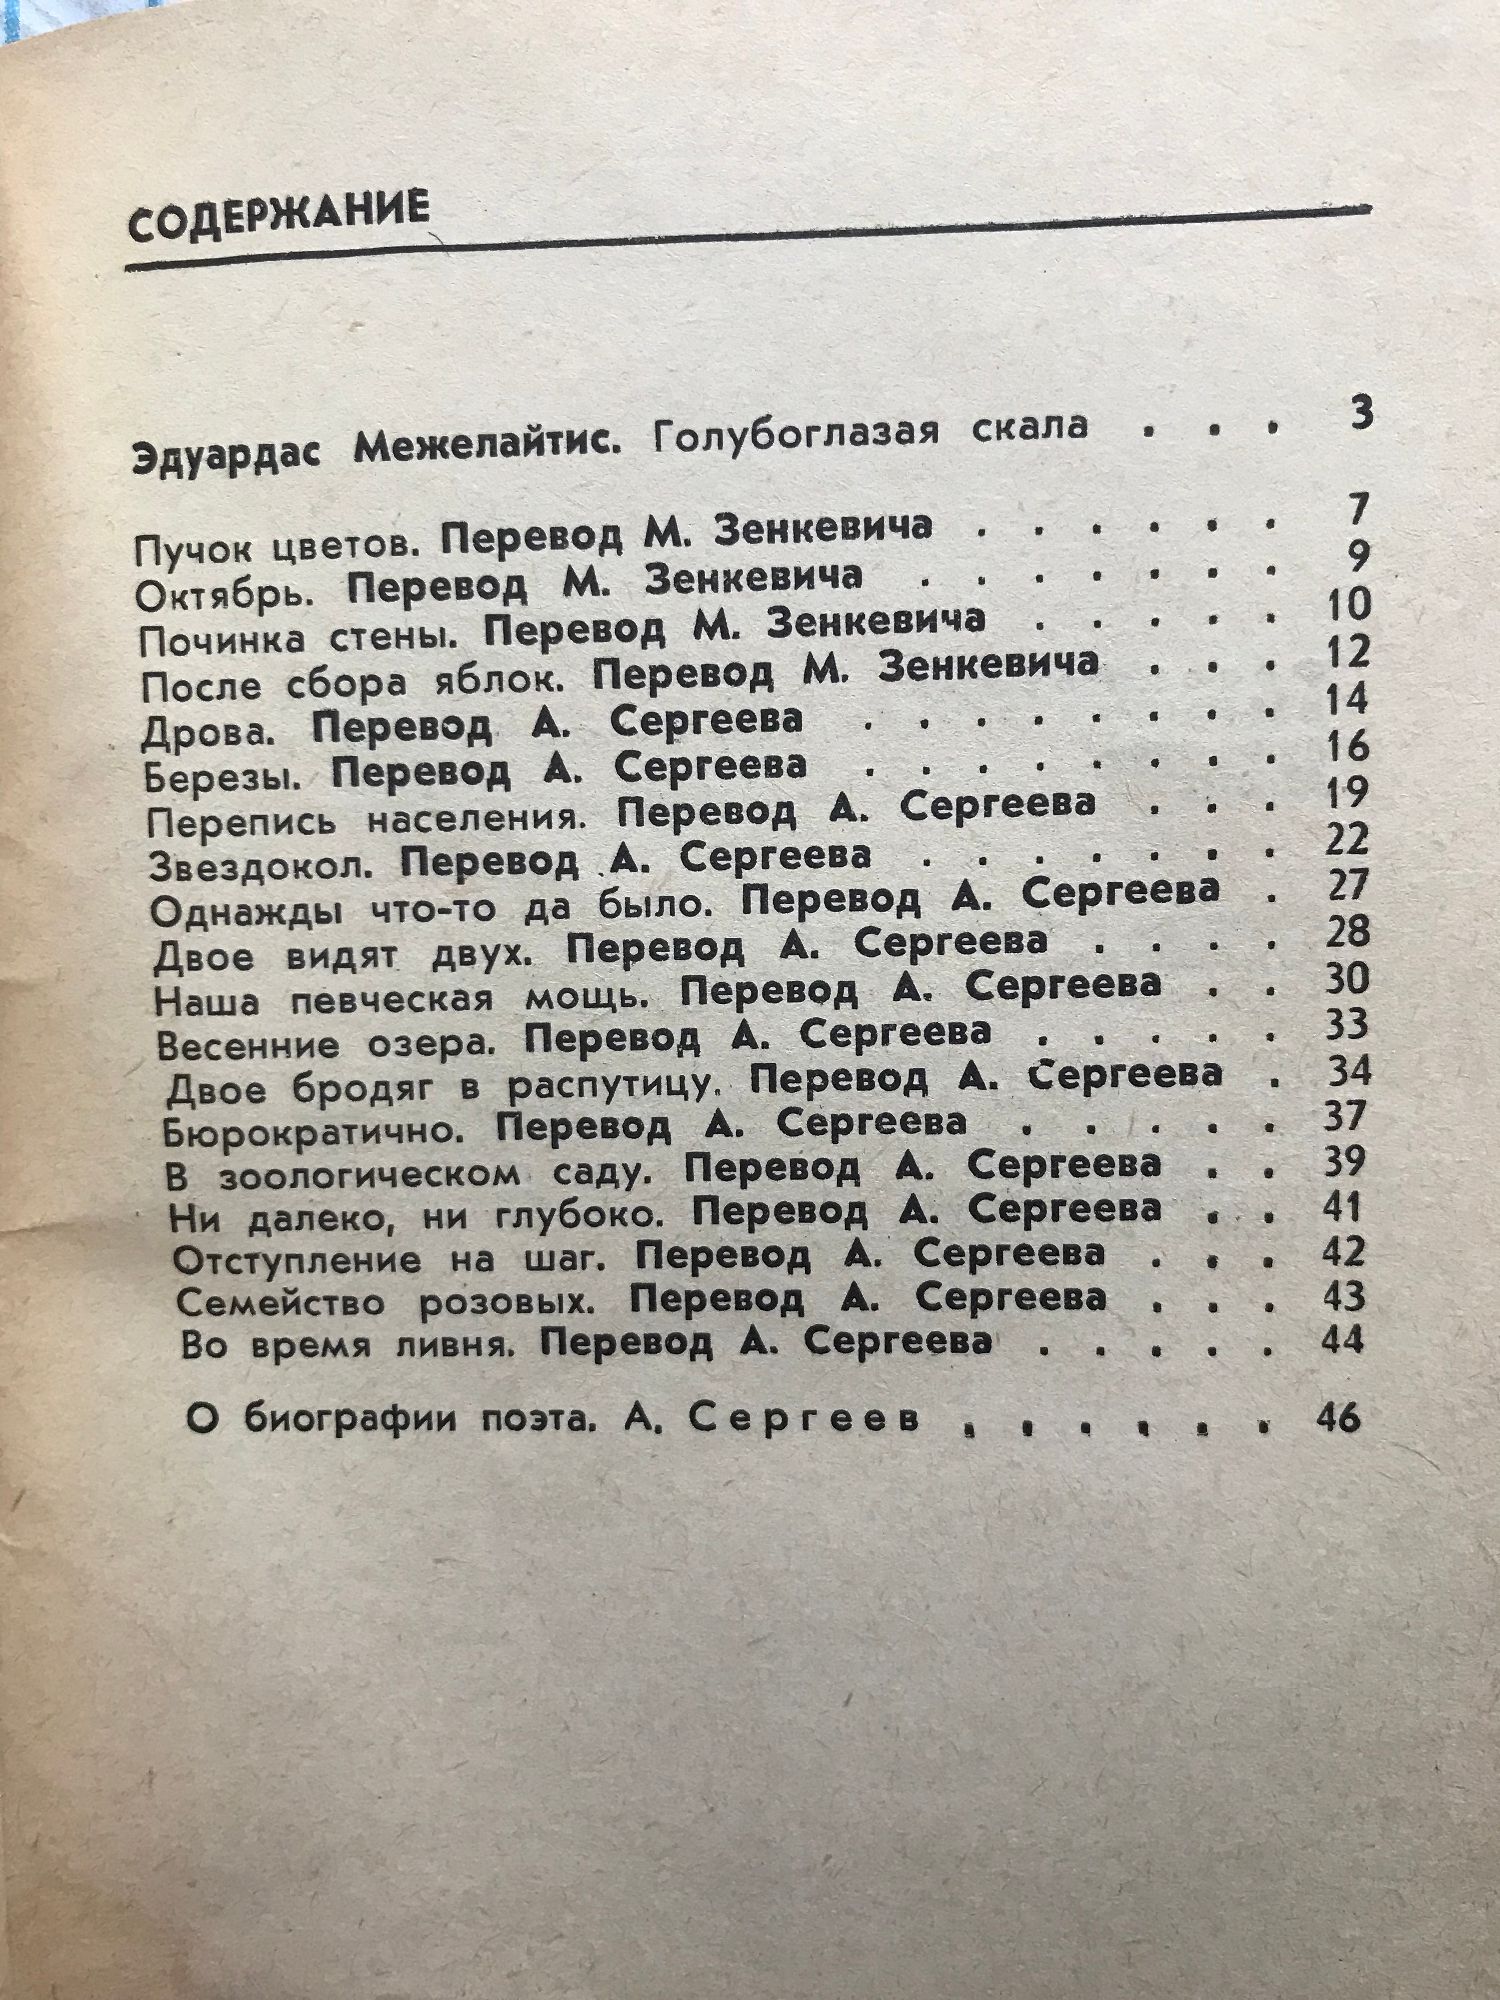 СОДЕРЖАНИЕ
Эдуардас Межелайтис. Голубоглазая скала . . . 3
Пучок цветов. Перевод М. Зенкевича . . . . . . 7
Октябрь. Перевод М. Зенкевича . . . . . . . 9
Починка стены. Перевод М. Зенкевича . . . . . 10
После сбора яблок. Перевод М. Зенкевича . . . 12
Дрова. Перевод А. Сергеева . . . . . . . . 14
Березы. Перевод А. Сергеева . . . . . . . . 16
Перепись населения. Перевод А. Сергеева . . . 19
Звездокол. Перевод А. Сергеева . . . . . . . 22
Однажды что-то да было. Перевод А. Сергеева . 27
Двое видят двух. Перевод А. Сергеева . . . . 28
Наша певческая мощь. Перевод А. Сергеева . . 30
Весенние озера. Перевод А. Сергеева . . . . . 33
Двое бродяг в распутицу. Перевод А. Сергеева . 34
Бюрократично. Перевод А. Сергеева . . . . . 37
В зоологическом саду. Перевод А. Сергеева . . 39
Ни далеко, ни глубоко. Перевод А. Сергеева . . 41
Отступление на шаг. Перевод А. Сергеева . . . 42
Семейство розовых. Перевод А. Сергеева . . . 43
Во время ливня. Перевод А. Сергеева . . . . . 44
О биографии поэта. А. Сергеев . . . . . . 46